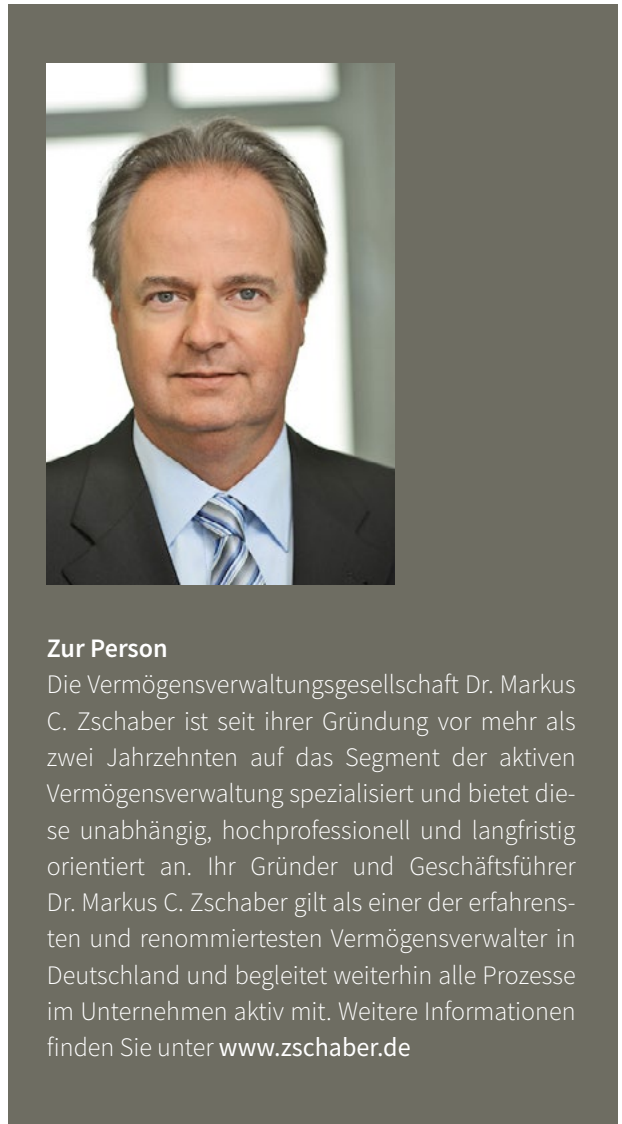 Zur Person
Die Vermögensverwaltungsgesellschaft Dr. Markus
C. Zschaber ist seit ihrer Gründung vor mehr als
zwei Jahrzehnten auf das Segment der aktiven
Vermögensverwaltung spezialisiert und bietet die-
se unabhängig, hochprofessionell und langfristig
orientiert an. Ihr Gründer und Geschäftsführer
Dr. Markus C. Zschaber gilt als einer der erfahrens-
ten und renommiertesten Vermögensverwalter in
Deutschland und begleitet weiterhin alle Prozesse
im Unternehmen aktiv mit. Weitere Informationen
finden Sie unter www.zschaber.de